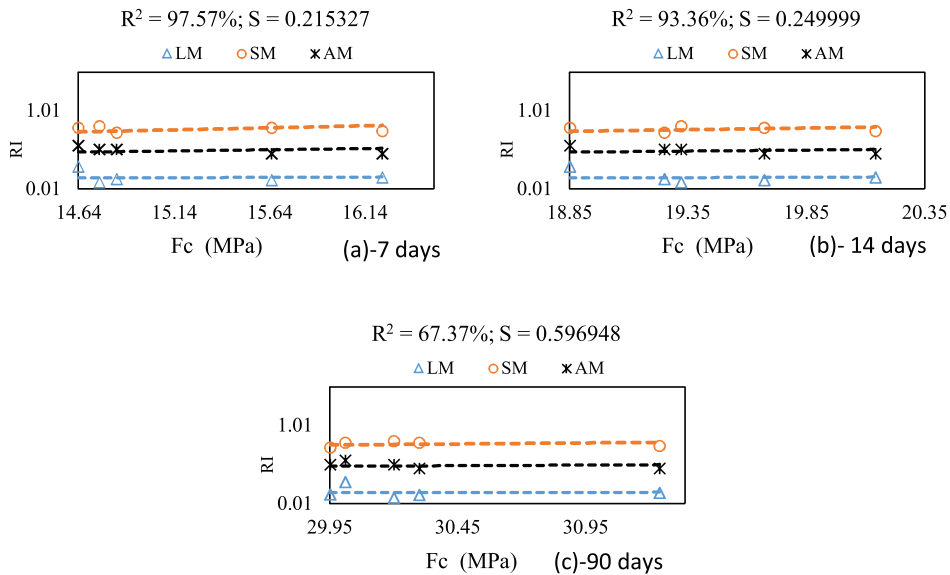 R² = 97.57%; S = 0.215327
LM SM AM
1.01
RI
0.01
14.64 15.14 15.64 16.14
Fc (MPa)
(a)-7 days
R² = 93.36%; S = 0.249999
LM SM AM
1.01
RI
0.01
18.85 19.35 19.85 20.35
Fc (MPa)
(b)- 14 days
R² = 67.37%; S = 0.596948
LM SM AM
1.01
RI
0.01
29.95 30.45 30.95
Fc (MPa)
(c)-90 days